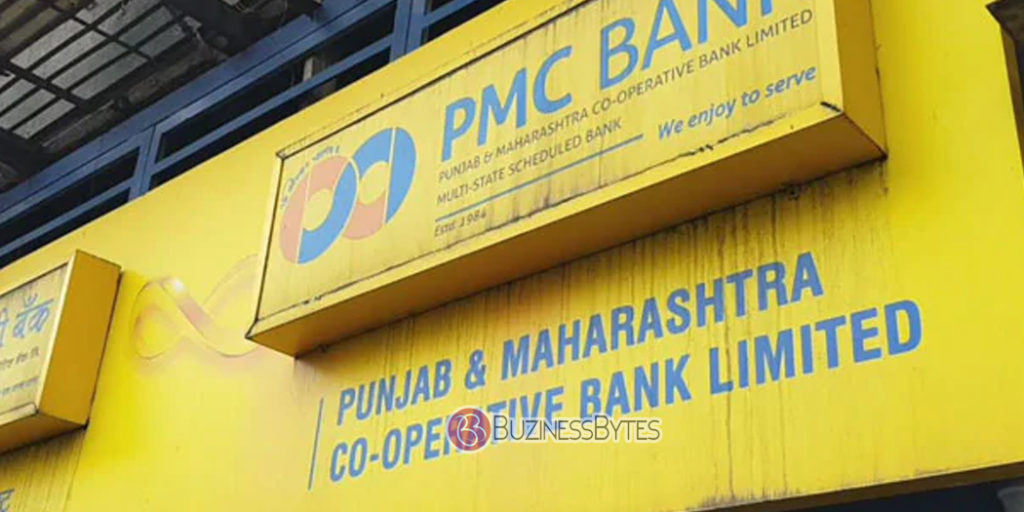 PMC BANK
PUNJAB & MAHARASHTRA CO-OPERATIVE BANK LIMITED
MULTI-STATE SCHEDULED BANK
We enjoy to serve
Estd. 1984
PUNJAB & MAHARASHTRA
CO-OPERATIVE BANK LIMITED
BUZNESSBYTES
बँक